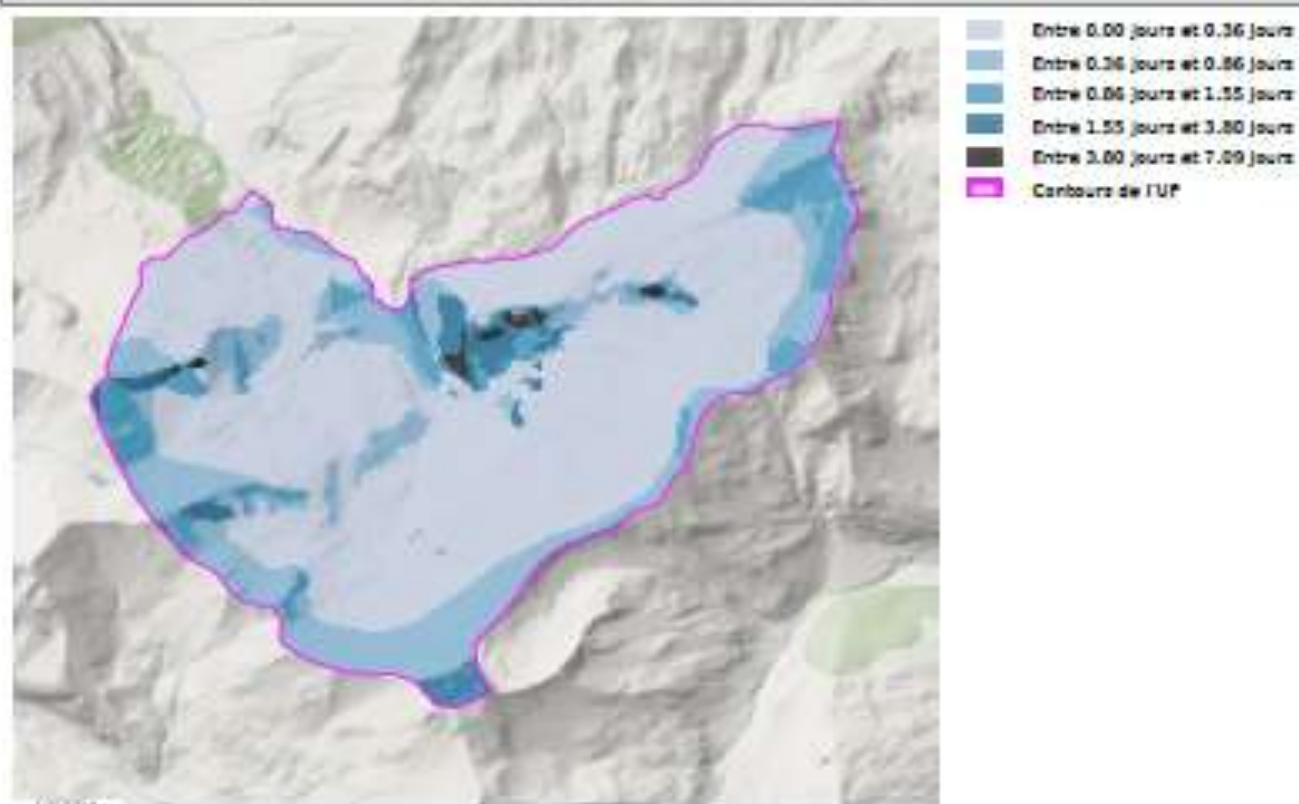 Entre 0.00 jours et 0.36 jours
Entre 0.36 jours et 0.86 jours
Entre 0.86 jours et 1.55 jours
Entre 1.55 jours et 3.80 jours
Entre 3.80 jours et 7.09 jours
Contours de l'UP